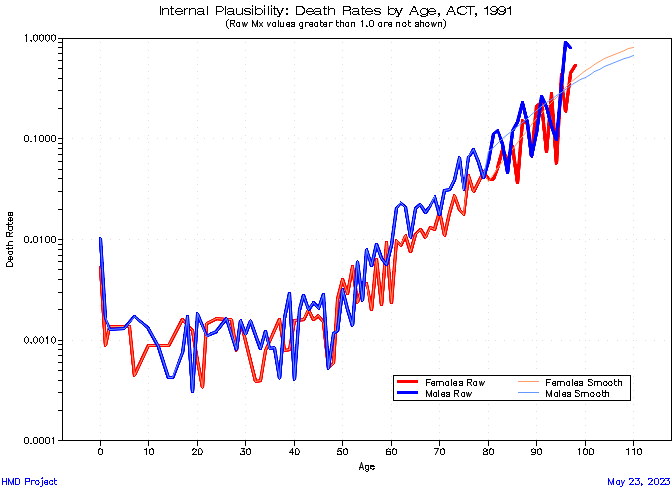 Internal Plausibility: Death Rates by Age, ACT, 1991
(Raw Mx values greater than 1.0 are not shown)
1.0000
0.1000
0.0100
0.0010
0.0001
Death Rates
0 10 20 30 40 50 60 70 80 90 100 110
Age
Females Raw Females Smooth
Males Raw Males Smooth
HMD Project May 23, 2023